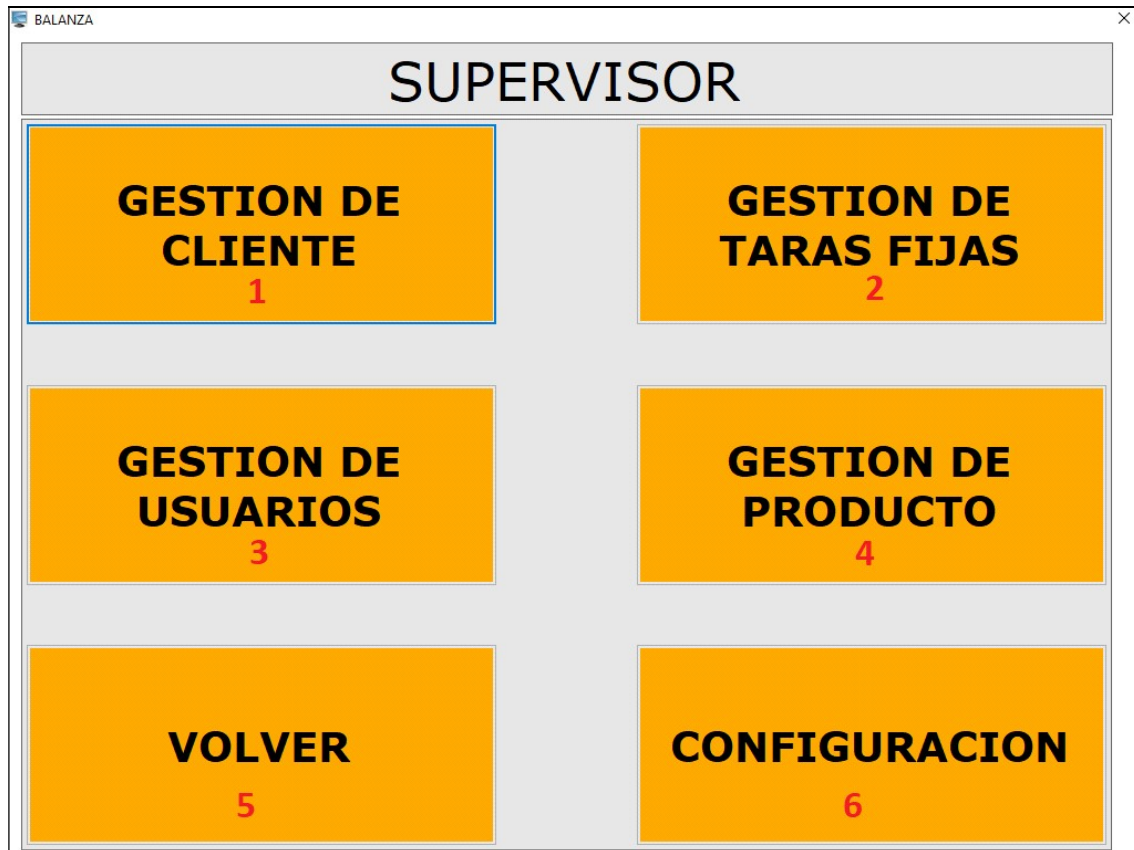 BALANZA
SUPERVISOR
GESTION DE
CLIENTE
1
GESTION DE
TARAS FIJAS
2
GESTION DE
USUARIOS
3
GESTION DE
PRODUCTO
4
VOLVER
5
CONFIGURACION
6